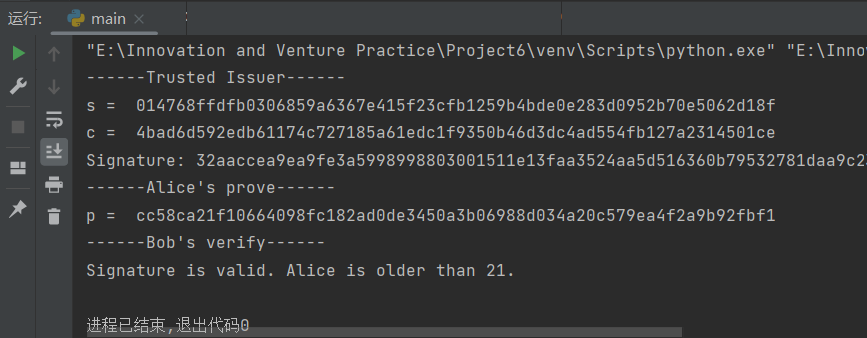 运行: main
"E:\Innovation and Venture Practice\Project6\venv\Scripts\python.exe" "E:\Innov
------Trusted Issuer------
s =  014768ffdfb0306859a6367e415f23cfb1259b4bde0e283d0952b70e5062d18f
c =  4bad6d592edb61174c727185a61edc1f9350b46d3dc4ad554fb127a2314501ce
Signature: 32aaccea9ea9fe3a5998998803001511e13faa3524aa5d516360b79532781daa9c2
------Alice's prove------
p =  cc58ca21f10664098fc182ad0de3450a3b06988d034a20c579ea4f2a9b92fbf1
------Bob's verify------
Signature is valid. Alice is older than 21.
进程已结束,退出代码0